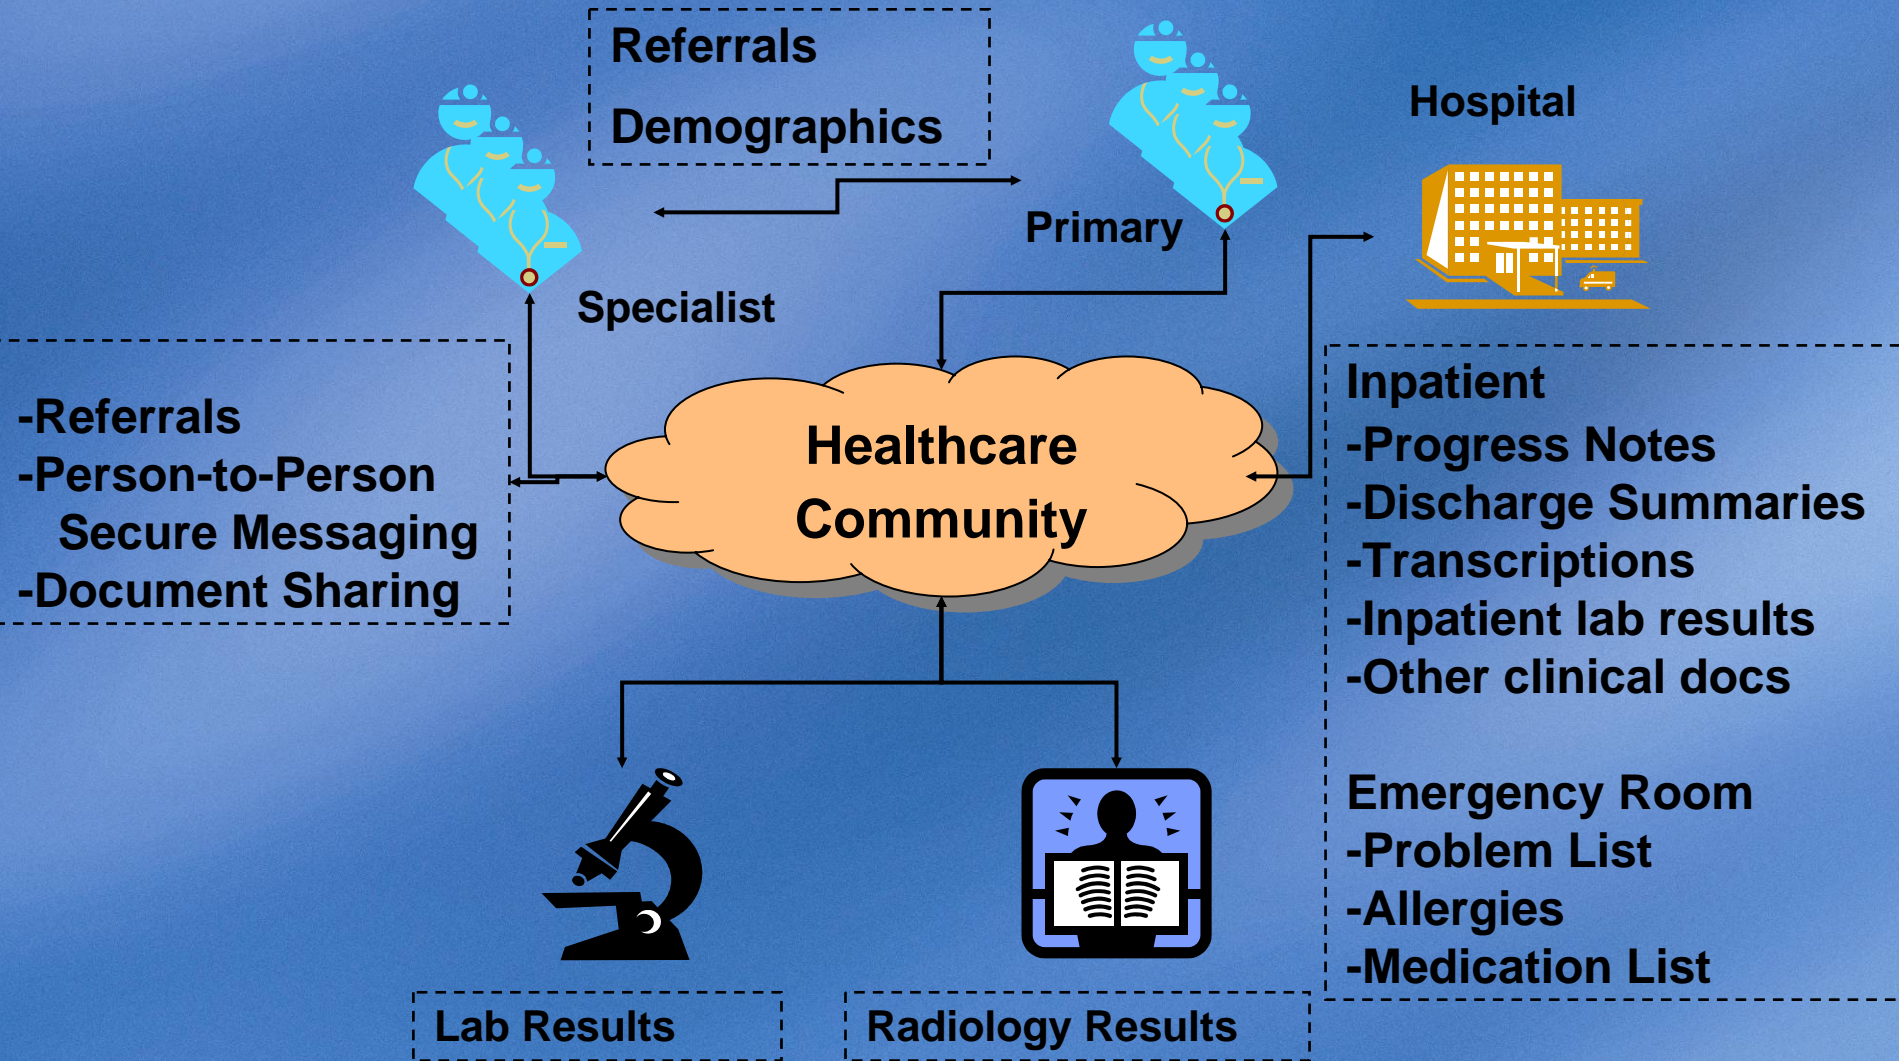 Referrals
Demographics
Hospital
Primary
Specialist
-Referrals
-Person-to-Person
Secure Messaging
-Document Sharing
Healthcare
Community
Inpatient
-Progress Notes
-Discharge Summaries
-Transcriptions
-Inpatient lab results
-Other clinical docs
Emergency Room
-Problem List
-Allergies
-Medication List
Lab Results
Radiology Results